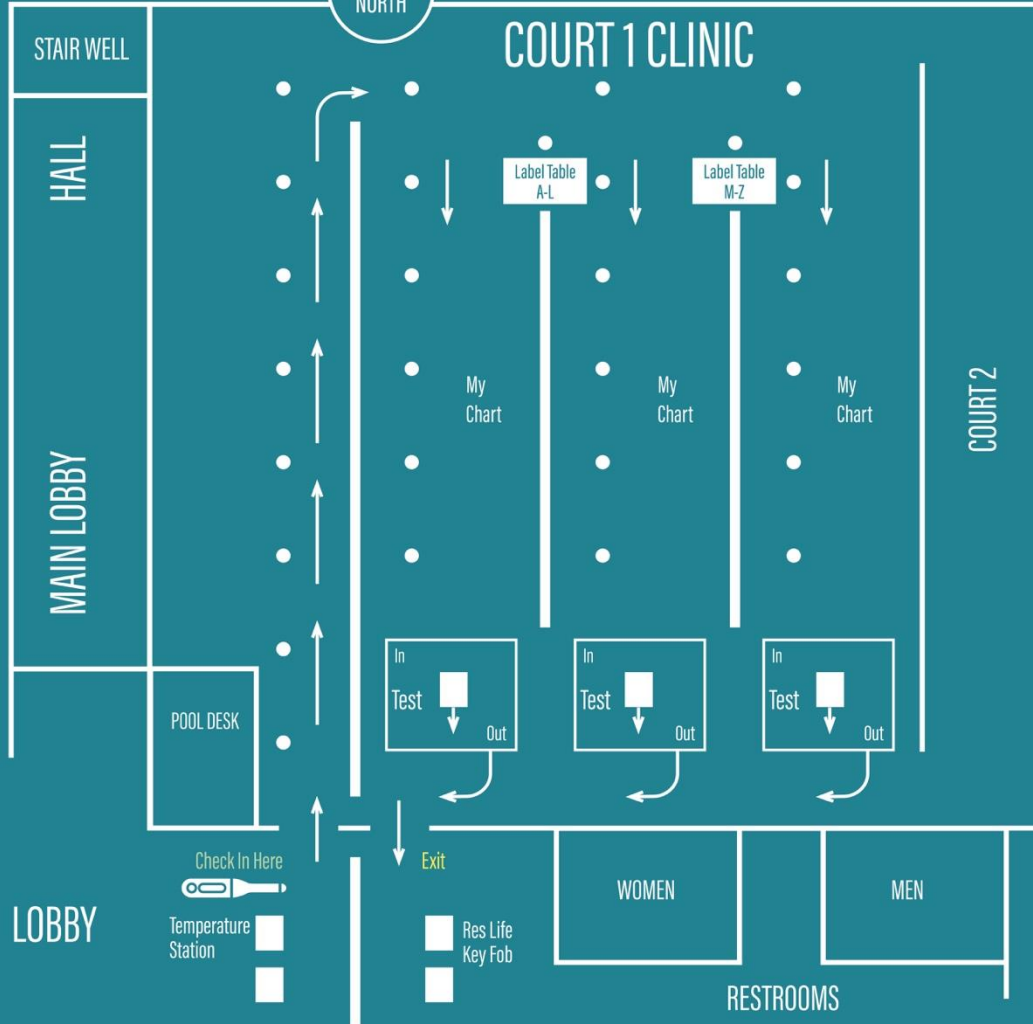 NORTH
COURT 1 CLINIC
STAIR WELL
HALL
Label Table
A-L
Label Table
M-Z
My
Chart
My
Chart
My
Chart
COURT 2
MAIN LOBBY
In
Test
Out
In
Test
Out
In
Test
Out
POOL DESK
Check In Here
Exit
LOBBY
Temperature
Station
Res Life
Key Fob
WOMEN
MEN
RESTROOMS